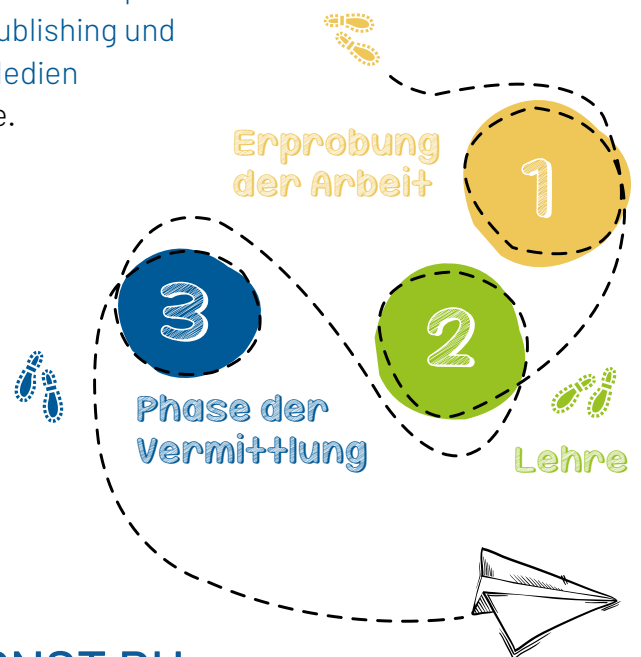 ublishing und
edien
e.
Erprobung
der Arbeit
1
2
3
Phase der
Vermittlung
Lehre